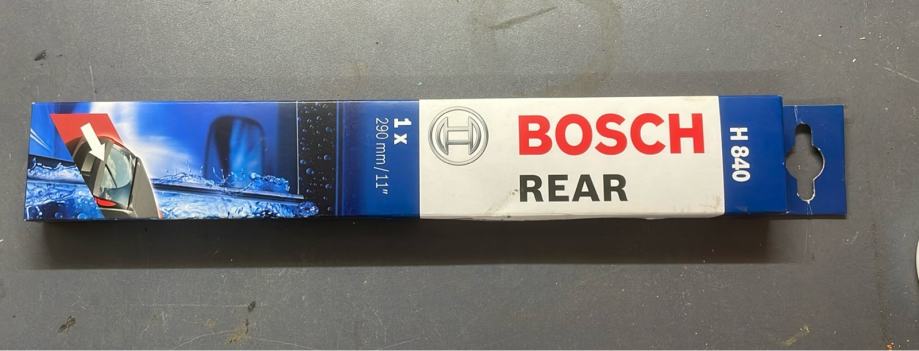 1 x
290 mm/11"
BOSCH
REAR
H 840